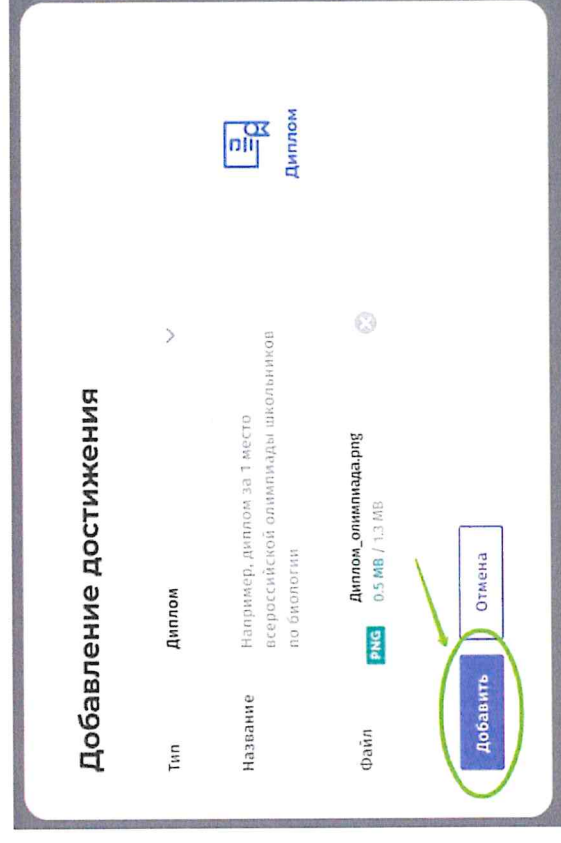 Добавление достижения
Тип
Диплом
Название
Например, диплом за 1 место
всероссийской олимпиады школьников
по биологии
Файл
PNG
Диплом_олимпиада.png
0.5 MB / 1.3 MB
Добавить
Отмена
Диплом